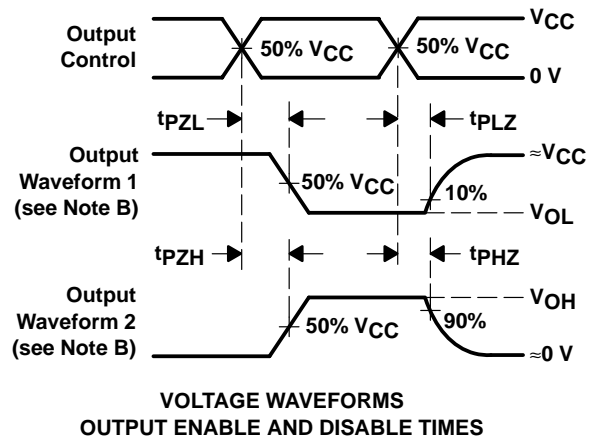 Output
Control
50% VCC
50% VCC
VCC
0 V
tPZL
tPLZ
Output
Waveform 1
(see Note B)
50% VCC
10%
≈VCC
VOL
tPZH
tPHZ
Output
Waveform 2
(see Note B)
50% VCC
90%
VOH
≈0 V
VOLTAGE WAVEFORMS
OUTPUT ENABLE AND DISABLE TIMES